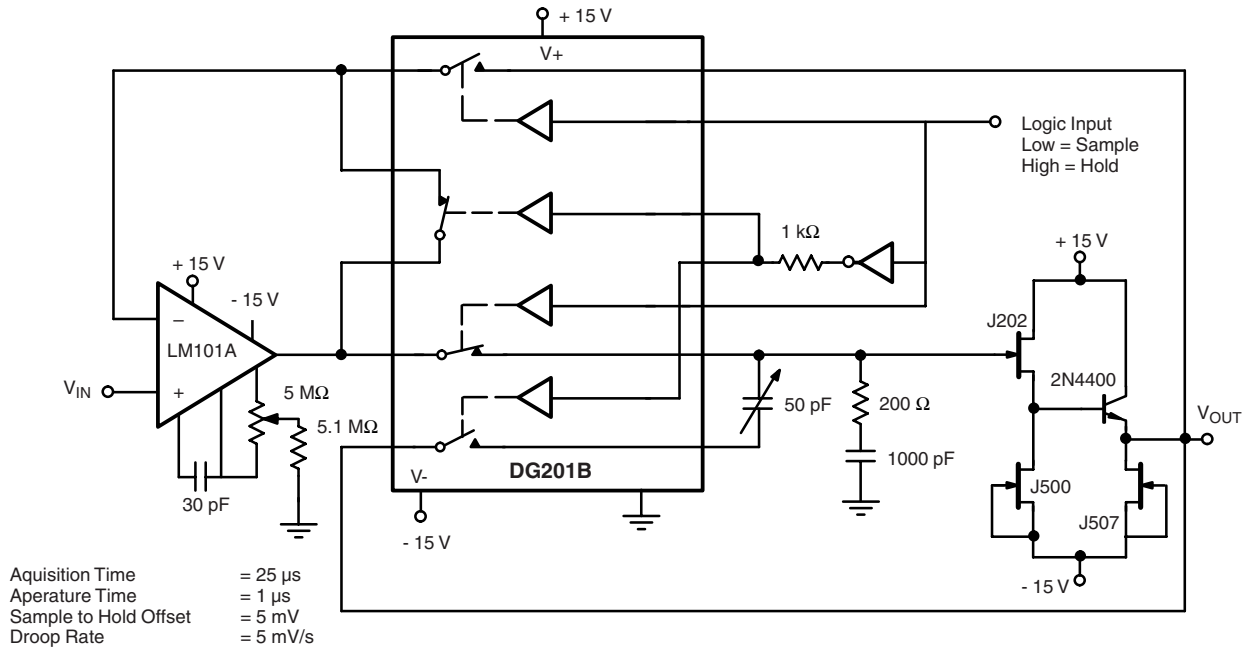 + 15 V
V+
Logic Input
Low = Sample
High = Hold
1 kΩ
+ 15 V
+ 15 V
- 15 V
J202
–
LM101A
2N4400
VIN
+
5 MΩ
50 pF
200 Ω
VOUT
5.1 MΩ
1000 pF
DG201B
V-
J500
30 pF
J507
- 15 V
- 15 V
Aquisition Time = 25 µs
Aperature Time = 1 µs
Sample to Hold Offset = 5 mV
Droop Rate = 5 mV/s